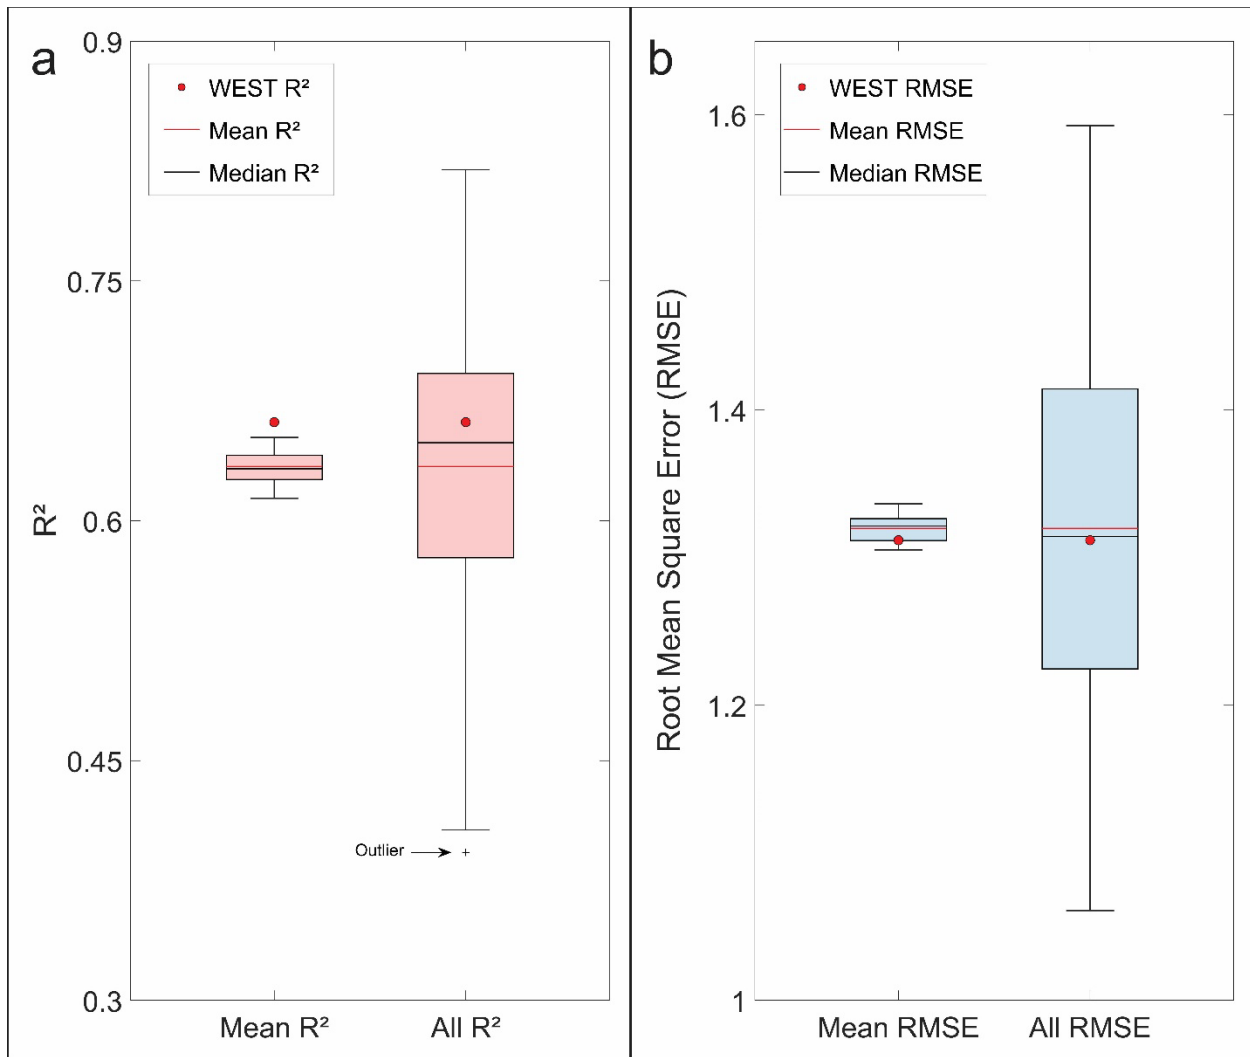 a
0.9
WEST R²
Mean R²
Median R²
0.75
0.6
R²
0.45
Outlier
0.3
Mean R²
All R²
b
WEST RMSE
Mean RMSE
Median RMSE
1.6
1.4
Root Mean Square Error (RMSE)
1.2
1
Mean RMSE
All RMSE